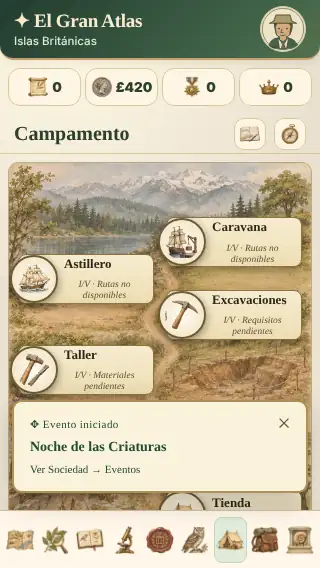 ✦ El Gran Atlas
Islas Británicas
0
£420
0
0
Campamento
Caravana
I/V · Rutas no
disponibles
Astillero
I/V · Rutas no
disponibles
Excavaciones
I/V · Requisitos
pendientes
Taller
I/V · Materiales
pendientes
✥ Evento iniciado
Noche de las Criaturas
Ver Sociedad → Eventos
Tienda